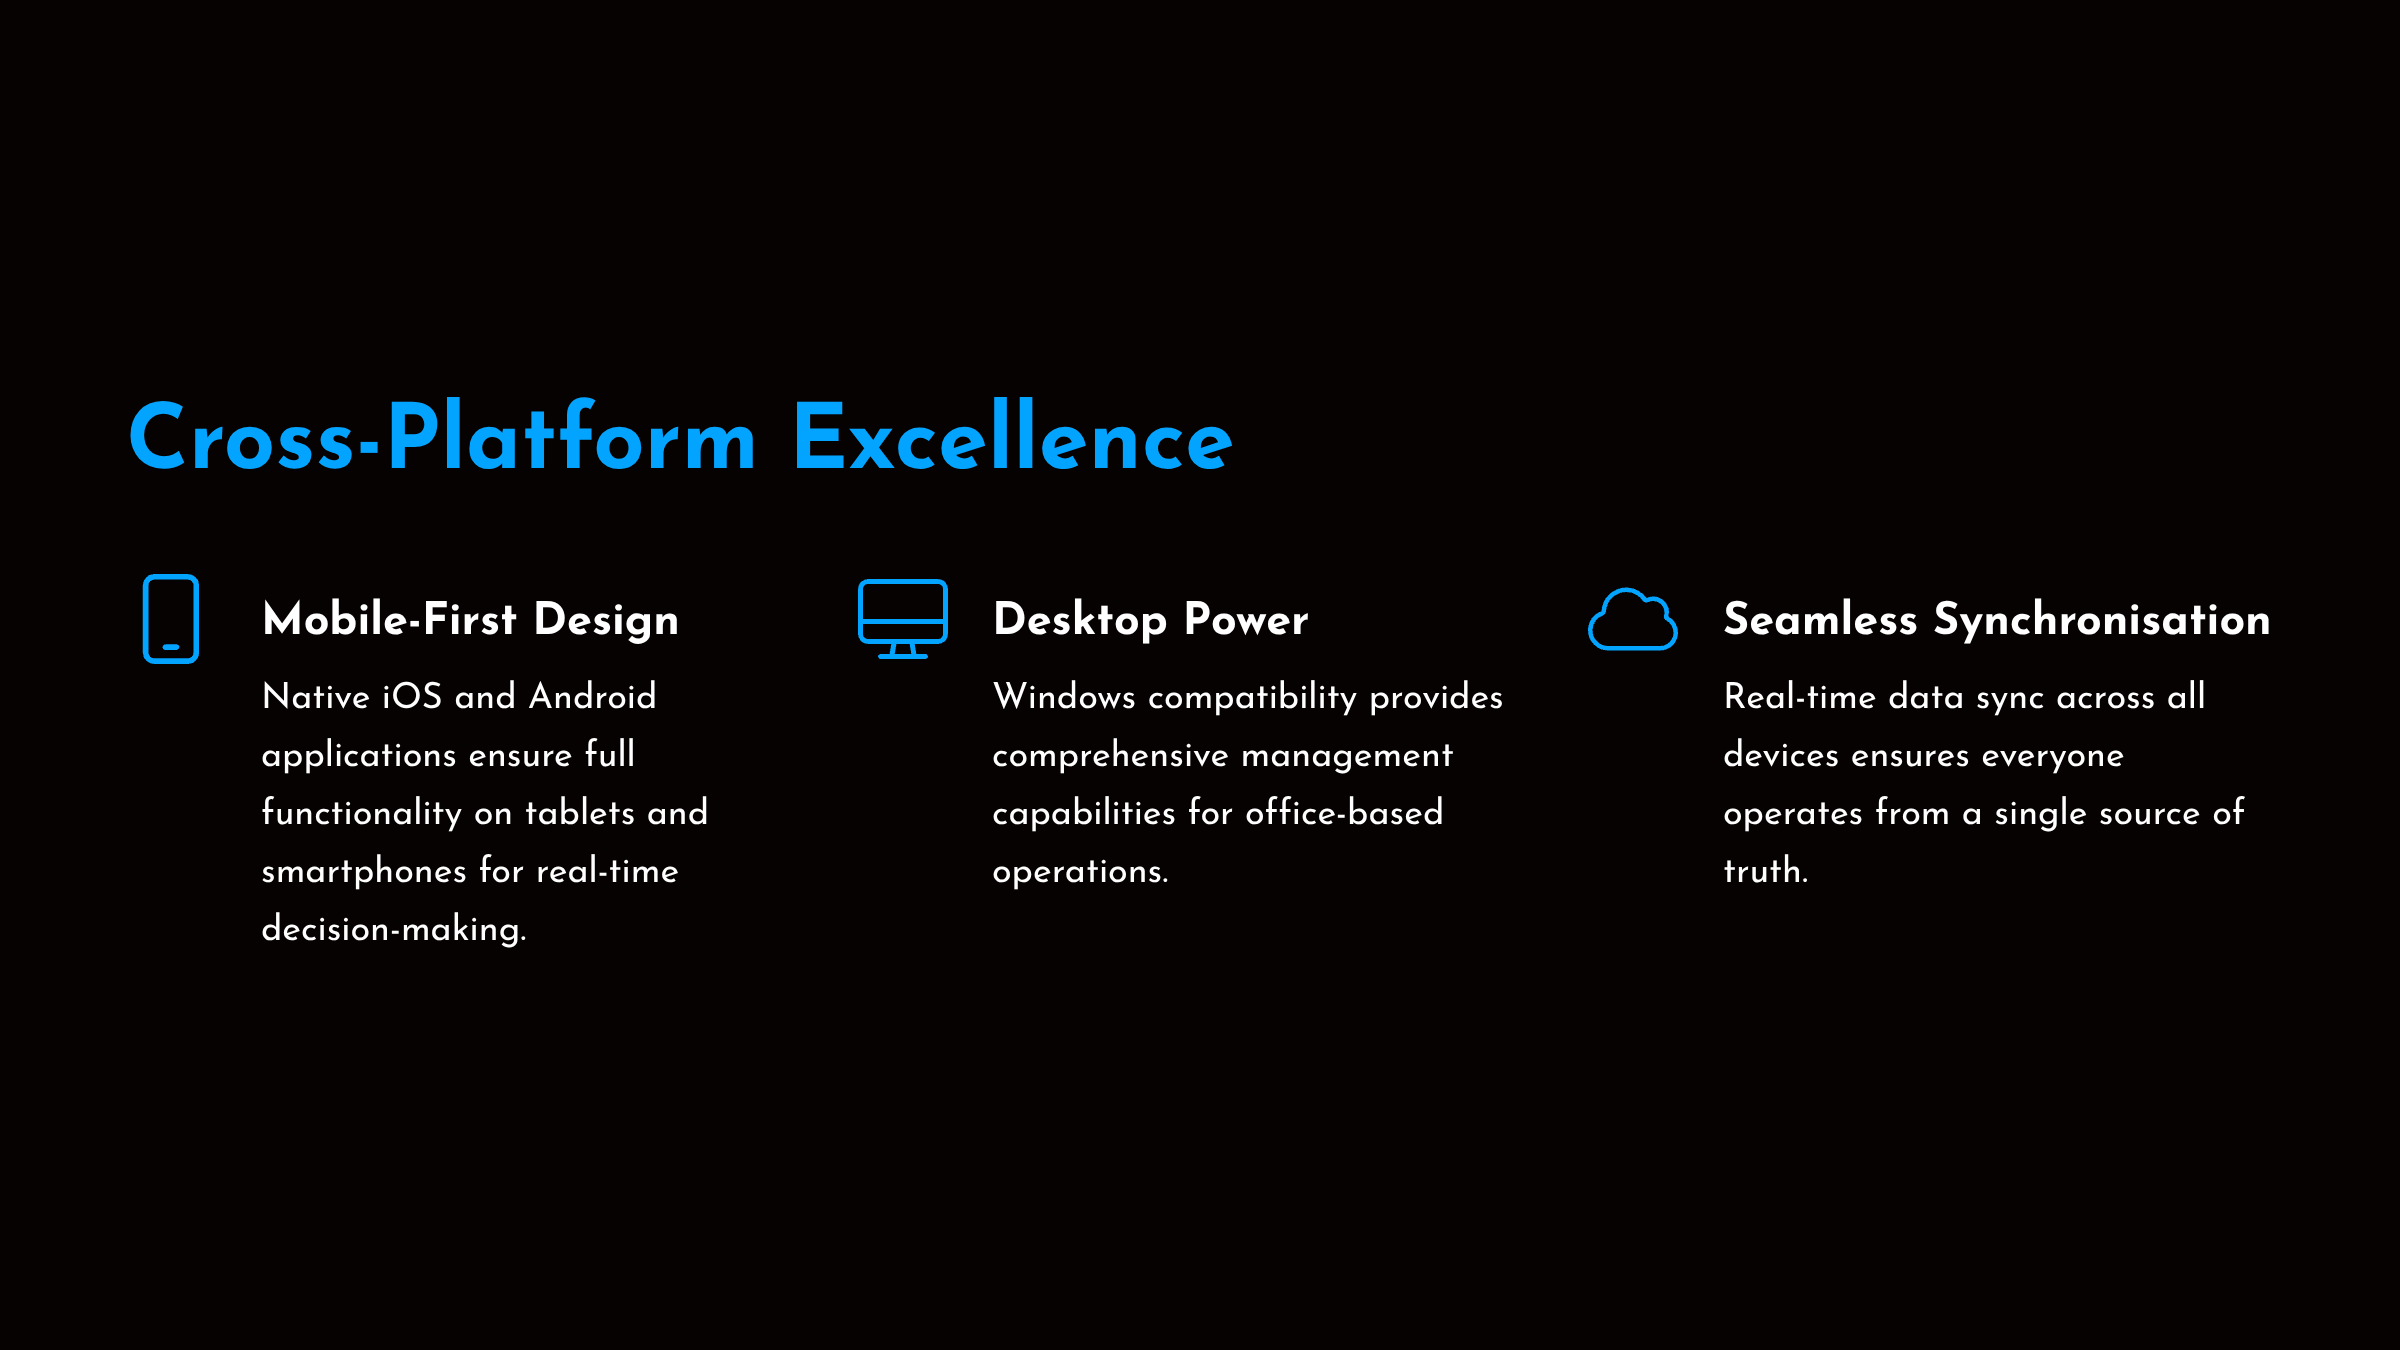 Cross-Platform Excellence
Mobile-First Design
Native iOS and Android
applications ensure full
functionality on tablets and
smartphones for real-time
decision-making.
Desktop Power
Windows compatibility provides
comprehensive management
capabilities for office-based
operations.
Seamless Synchronisation
Real-time data sync across all
devices ensures everyone
operates from a single source of
truth.